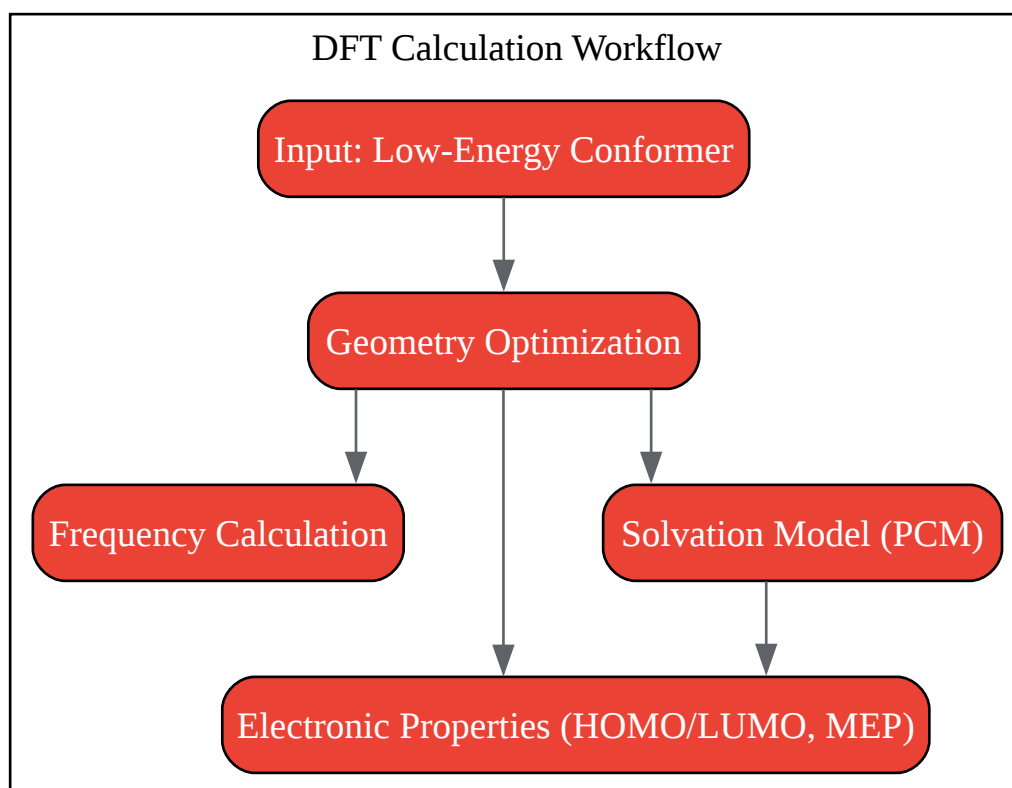 DFT Calculation Workflow
Input: Low-Energy Conformer
Geometry Optimization
Frequency Calculation
Solvation Model (PCM)
Electronic Properties (HOMO/LUMO, MEP)